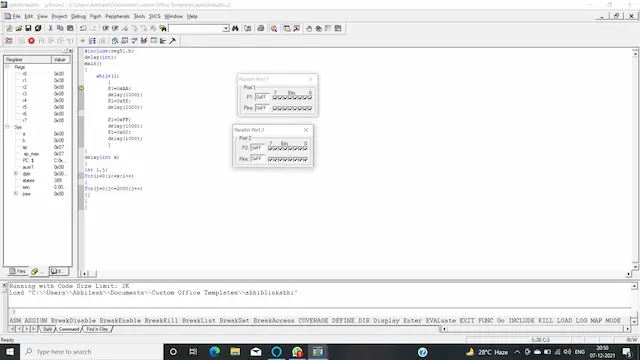 abhiblinkabhi - µVision2 - [C:\Users\Abhilash\Documents\Custom Office Templates\abhiblinkabhi.c]
File Edit View Project Debug Flash Peripherals Tools SVCS Window Help
Register Value
Regs
r0 0x00
r1 0x00
r2 0x00
r3 0x00
r4 0x00
r5 0x00
r6 0x00
r7 0x00
Sys
a 0x00
b 0x00
sp 0x07
sp_max 0x07
PC $
auxr1 0x00
dptr 0x00
states 389
sec 0.00
psw 0x00
Files
#include<reg51.h>
delay(int);
main()
{
while(1)
{
P1=0xAA;
delay(1000);
P1=0x55;
delay(1000);
P1=0xFF;
delay(1000);
P1=0x00;
delay(1000);
}
}
delay(int x)
{
int i,j;
for(i=0;i<=x;i++)
{
for(j=0;j<=2000;j++)
{}
}
}
Parallel Port 1
Port 1
7 Bits 0
P1: 0xFF
Pins: 0xFF
Parallel Port 2
Port 2
7 Bits 0
P2: 0xFF
Pins: 0xFF
Running with Code Size Limit: 2K
Load "C:\\Users\\Abhilash\\Documents\\Custom Office Templates\\abhiblinkabhi"
>
ASM ASSIGN BreakDisable BreakEnable BreakKill BreakList BreakSet BreakAccess COVERAGE DEFINE DIR Display Enter EVALuate EXIT FUNC Go INCLUDE KILL LOAD LOG MAP MODE
Build Command Find in Files
L:28 C:1 R/W
Type here to search
28°C Haze
ENG
20:50
07-12-2021